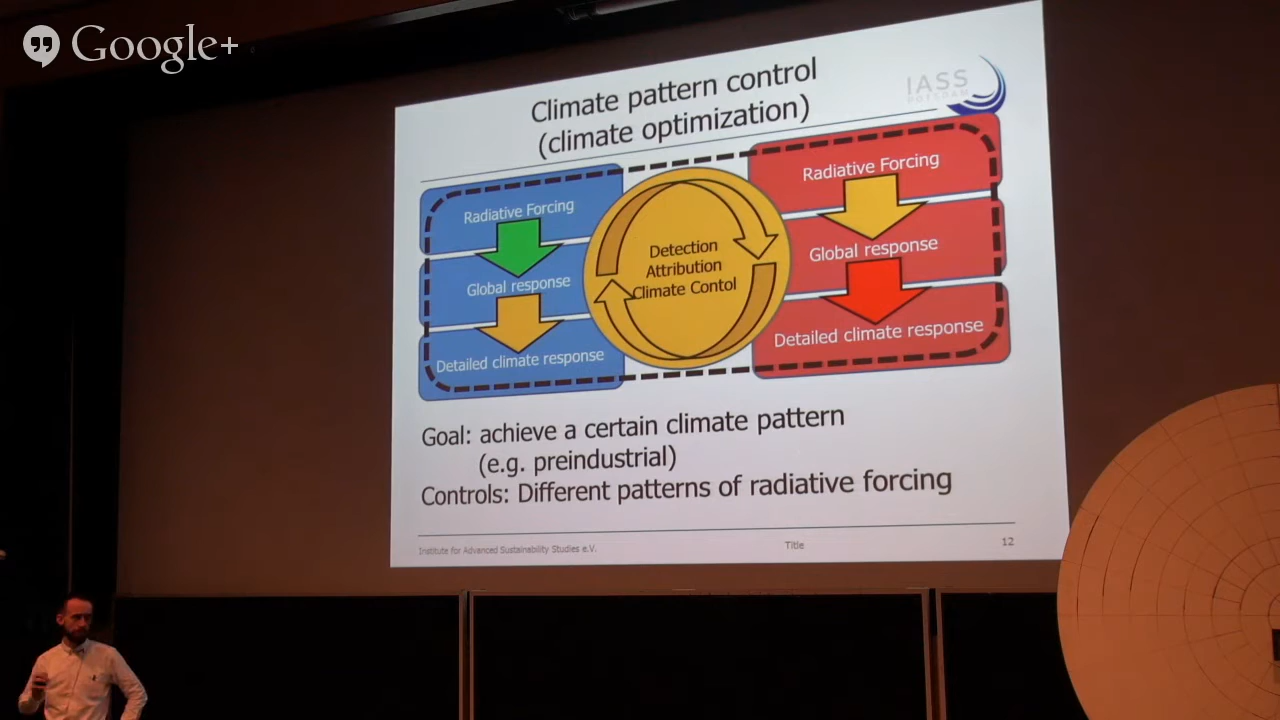 Google+
Climate pattern control
(climate optimization)
IASS
POTSDAM
Radiative Forcing
Global response
Detailed climate response
Detection
Attribution
Climate Contol
Radiative Forcing
Global response
Detailed climate response
Goal: achieve a certain climate pattern
(e.g. preindustrial)
Controls: Different patterns of radiative forcing
Institute for Advanced Sustainability Studies e.V.
Title
12